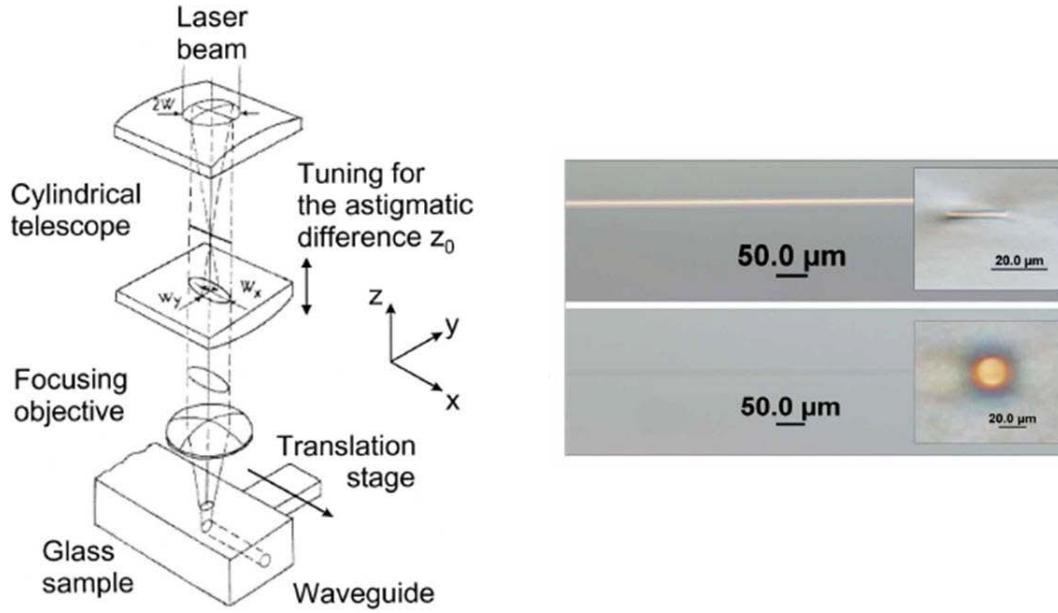 Laser
beam
2W
Cylindrical
telescope
Tuning for
the astigmatic
difference z₀
Wy
Wx
z
y
x
Focusing
objective
Translation
stage
Glass
sample
Waveguide
50.0 µm
20.0 µm
50.0 µm
20.0 µm